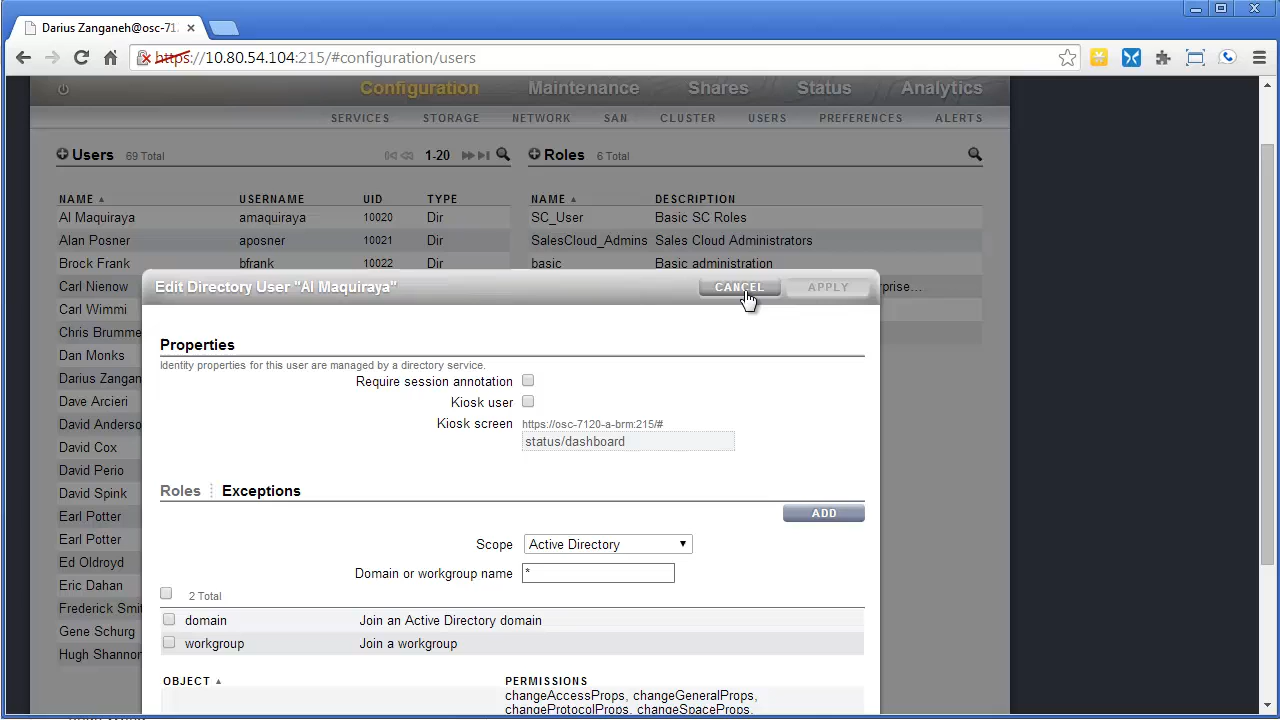 Darius Zanganeh@osc-71
https://10.80.54.104:215/#configuration/users
Configuration Maintenance Shares Status Analytics
SERVICES STORAGE NETWORK SAN CLUSTER USERS PREFERENCES ALERTS
Users 69 Total 1-20
Roles 6 Total
NAME USERNAME UID TYPE
NAME DESCRIPTION
Al Maquiraya amaquiraya 10020 Dir
SC_User Basic SC Roles
Alan Posner aposner 10021 Dir
SalesCloud_Admins Sales Cloud Administrators
Brock Frank bfrank 10022 Dir
basic Basic administration
Carl Nienow
rprise...
Carl Wimmi
Chris Brumme
Dan Monks
Darius Zangan
Dave Arcieri
David Anderso
David Cox
David Perio
David Spink
Earl Potter
Earl Potter
Ed Oldroyd
Eric Dahan
Frederick Smit
Gene Schurg
Hugh Shannon
Edit Directory User "Al Maquiraya" CANCEL APPLY
Properties
Identity properties for this user are managed by a directory service.
Require session annotation
Kiosk user
Kiosk screen https://osc-7120-a-brm:215/#
status/dashboard
Roles Exceptions
ADD
Scope Active Directory
Domain or workgroup name *
2 Total
domain Join an Active Directory domain
workgroup Join a workgroup
OBJECT PERMISSIONS
changeAccessProps, changeGeneralProps,
changeProtocolProps, changeSpaceProps,